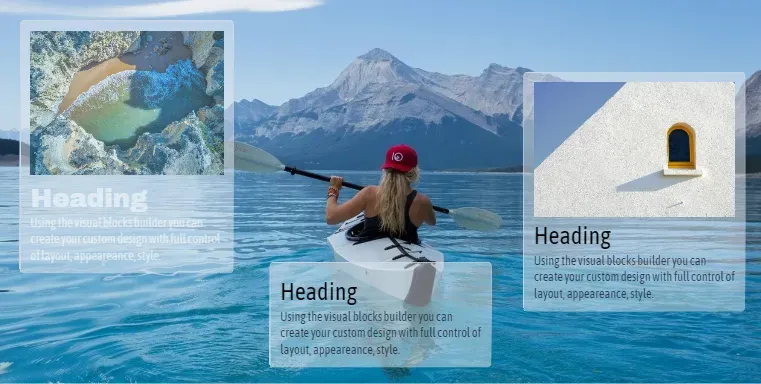 Heading
Using the visual blocks builder you can
create your custom design with full control
of layout, appeareance, style.
Heading
Using the visual blocks builder you can
create your custom design with full control of
layout, appeareance, style.
Heading
Using the visual blocks builder you can
create your custom design with full control of
layout, appeareance, style.